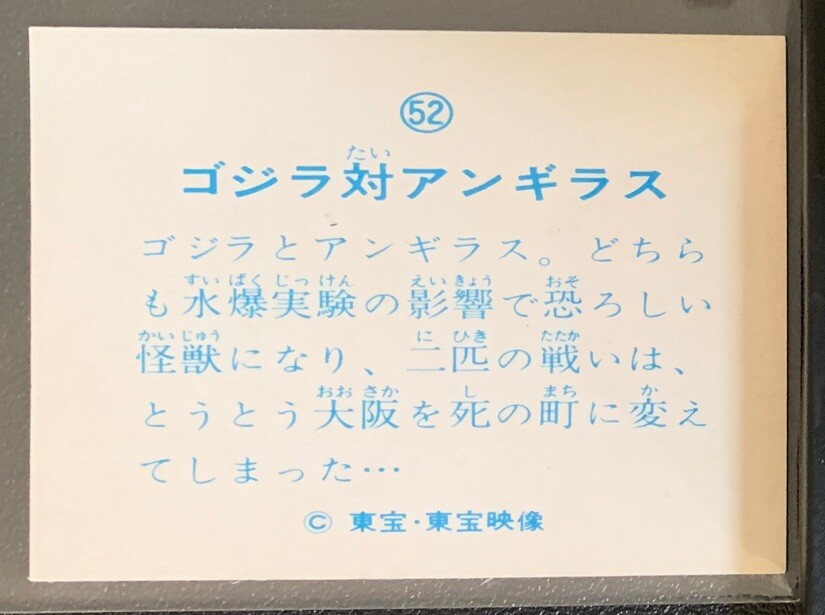 52
ゴジラ対アンギラス
ゴジラとアンギラス。どちら
も水爆実験の影響で恐ろしい
怪獣になり、二匹の戦いは、
とうとう大阪を死の町に変え
てしまった…
© 東宝・東宝映像